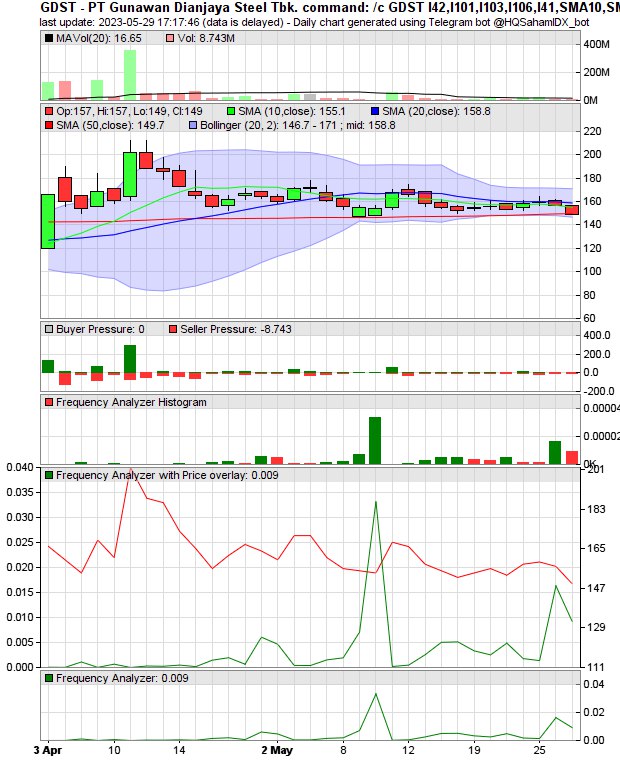 GDST - PT Gunawan Dianjaya Steel Tbk. command: /c GDST I42,I101,I103,I106,I41,SMA10,SM
last update: 2023-05-29 17:17:46 (data is delayed) - Daily chart generated using Telegram bot @HQSahamIDX_bot
MAVol(20): 16.65 Vol: 8.743M
400M
200M
0M
Op:157, Hi:157, Lo:149, Cl:149 SMA (10,close): 155.1 SMA (20,close): 158.8
SMA (50,close): 149.7 Bollinger (20, 2): 146.7 - 171 ; mid: 158.8
220
200
180
160
140
120
100
80
60
Buyer Pressure: 0 Seller Pressure: -8.743
400.0
200.0
0.0
-200.0
Frequency Analyzer Histogram
0.00004
0.00002
0K
Frequency Analyzer with Price overlay: 0.009
0.040
0.035
0.030
0.025
0.020
0.015
0.010
0.005
0.000
201
183
165
147
129
111
Frequency Analyzer: 0.009
0.04
0.02
0.00
3 Apr 10 14 2 May 8 12 19 25